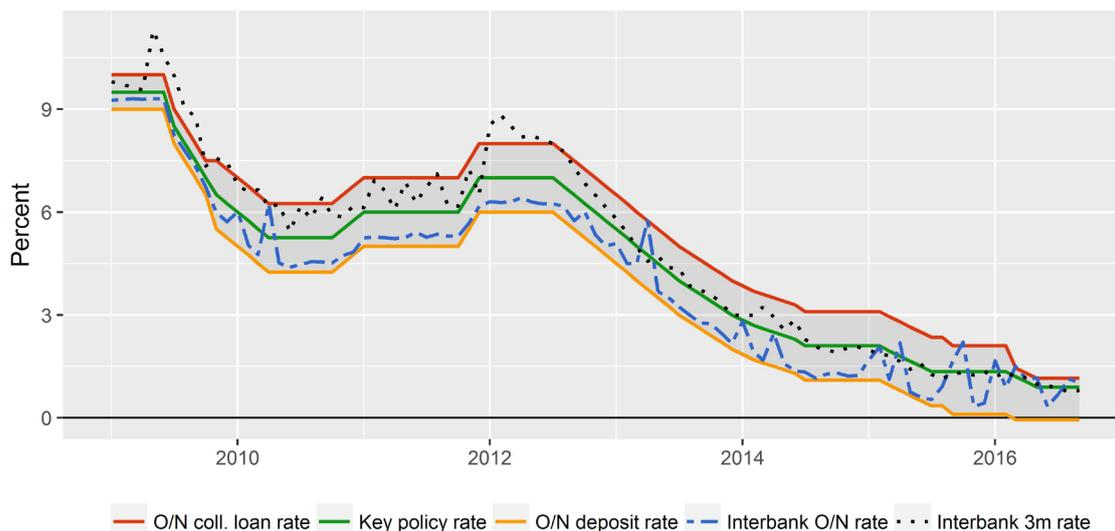 Percent
9
6
3
0
2010 2012 2014 2016
O/N coll. loan rate Key policy rate O/N deposit rate Interbank O/N rate Interbank 3m rate